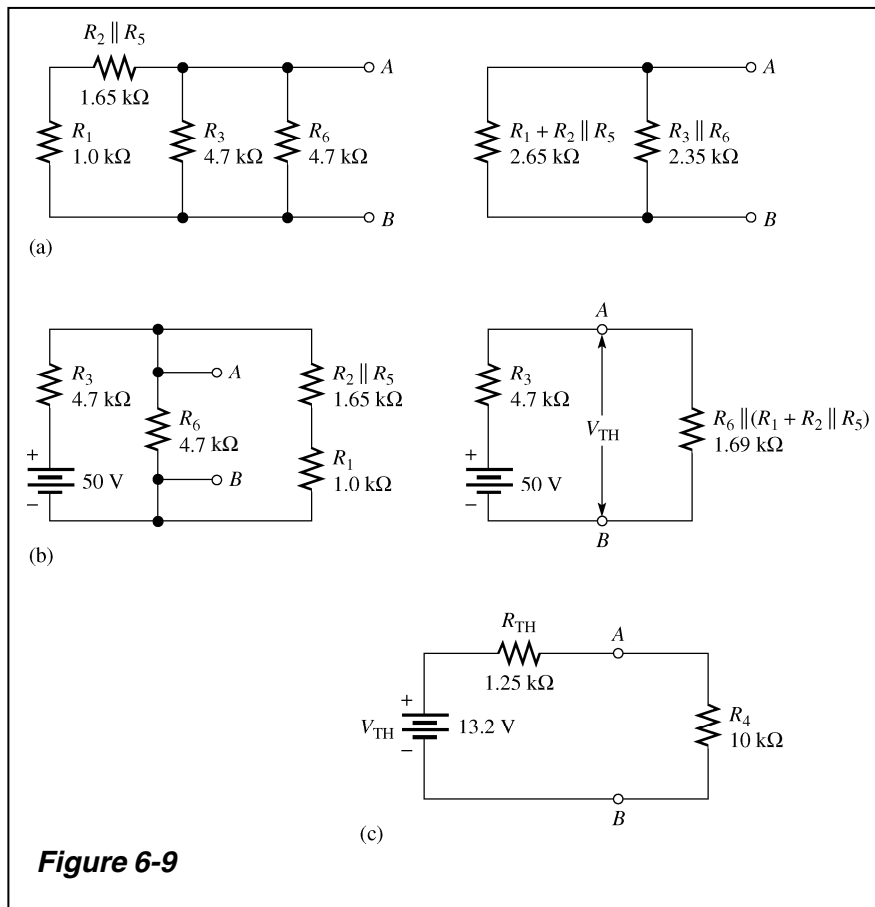 R2 || R5
1.65 kΩ
R1
1.0 kΩ
R3
4.7 kΩ
R6
4.7 kΩ
A
B
R1 + R2 || R5
2.65 kΩ
R3 || R6
2.35 kΩ
A
B
(a)
R3
4.7 kΩ
+
50 V
−
A
R6
4.7 kΩ
B
R2 || R5
1.65 kΩ
R1
1.0 kΩ
A
R3
4.7 kΩ
+
50 V
−
VTH
R6 || (R1 + R2 || R5)
1.69 kΩ
B
(b)
RTH
1.25 kΩ
A
+
VTH
13.2 V
−
R4
10 kΩ
B
(c)
Figure 6-9